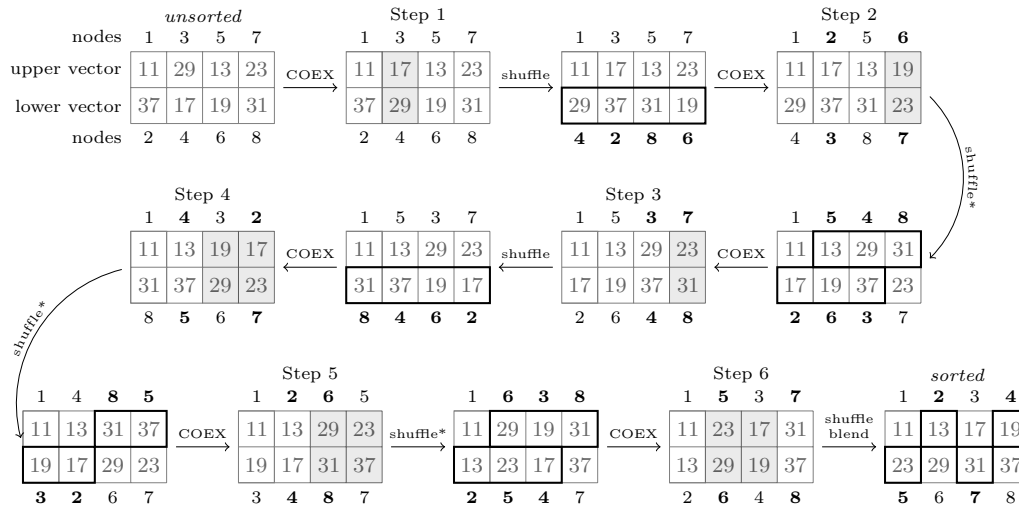 unsorted Step 1 Step 2
nodes 1 3 5 7 1 3 5 7 1 3 5 7 1 2 5 6
upper vector 11 29 13 23 COEX 11 17 13 23 shuffle 11 17 13 23 COEX 11 17 13 19
lower vector 37 17 19 31 37 29 19 31 29 37 31 19 29 37 31 23
nodes 2 4 6 8 2 4 6 8 4 2 8 6 4 3 8 7
shuffle*
Step 4 Step 3
1 4 3 2 1 5 3 7 1 5 3 7 1 5 4 8
11 13 19 17 COEX 11 13 29 23 shuffle 11 13 29 23 COEX 11 13 29 31
31 37 29 23 31 37 19 17 17 19 37 31 17 19 37 23
8 5 6 7 8 4 6 2 2 6 4 8 2 6 3 7
shuffle*
Step 5 Step 6 sorted
1 4 8 5 1 2 6 5 1 6 3 8 1 5 3 7 1 2 3 4
11 13 31 37 COEX 11 13 29 23 shuffle* 11 29 19 31 COEX 11 23 17 31 shuffle blend 11 13 17 19
19 17 29 23 19 17 31 37 13 23 17 37 13 29 19 37 23 29 31 37
3 2 6 7 3 4 8 7 2 5 4 7 2 6 4 8 5 6 7 8